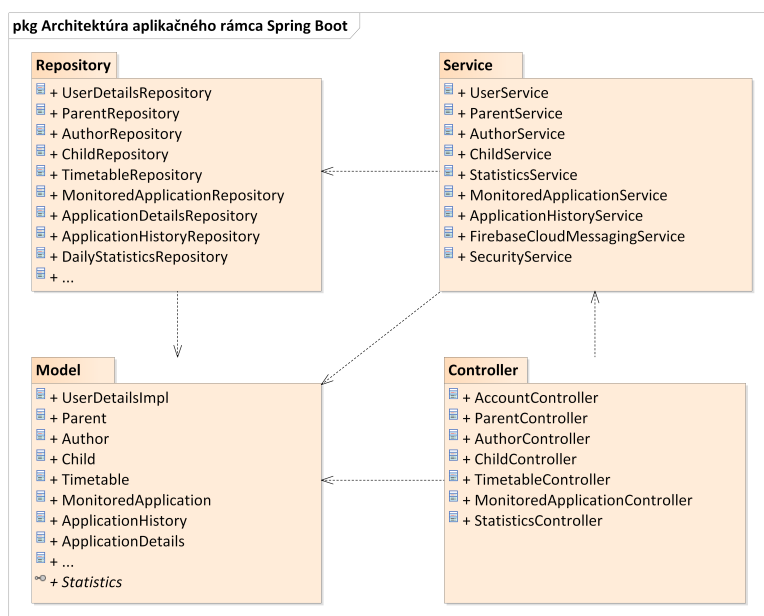 pkg Architektúra aplikačného rámca Spring Boot
Repository
+ UserDetailsRepository
+ ParentRepository
+ AuthorRepository
+ ChildRepository
+ TimetableRepository
+ MonitoredApplicationRepository
+ ApplicationDetailsRepository
+ ApplicationHistoryRepository
+ DailyStatisticsRepository
+ ...
Service
+ UserService
+ ParentService
+ AuthorService
+ ChildService
+ StatisticsService
+ MonitoredApplicationService
+ ApplicationHistoryService
+ FirebaseCloudMessagingService
+ SecurityService
Model
+ UserDetailsImpl
+ Parent
+ Author
+ Child
+ Timetable
+ MonitoredApplication
+ ApplicationHistory
+ ApplicationDetails
+ ...
+ Statistics
Controller
+ AccountController
+ ParentController
+ AuthorController
+ ChildController
+ TimetableController
+ MonitoredApplicationController
+ StatisticsController